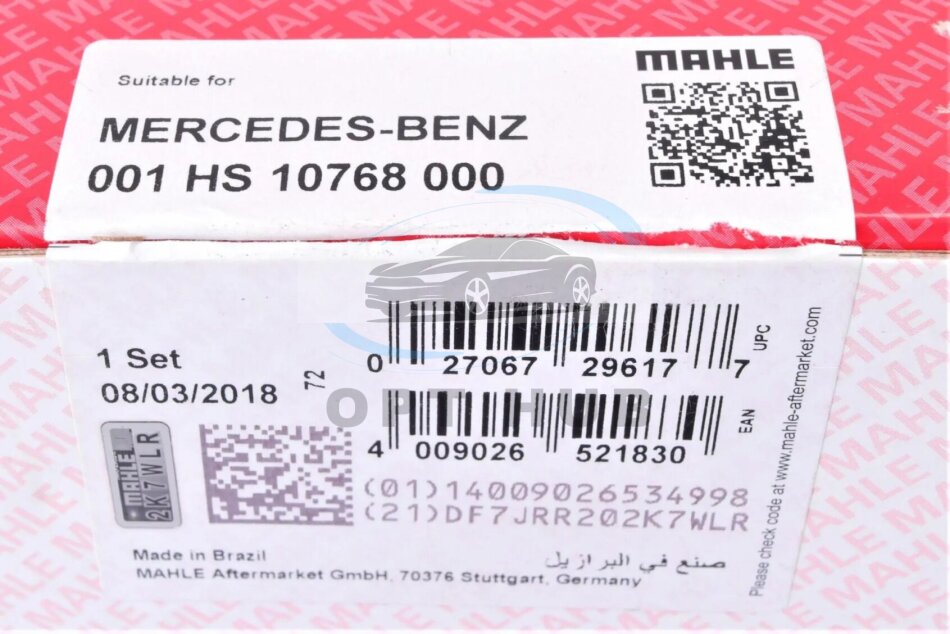 MAHLE
Suitable for
MERCEDES-BENZ
001 HS 10768 000
1 Set
08/03/2018
72
0 27067 29617 7
UPC
4 009026 521830
EAN
OPT HUB
MAHLE
2K7WLR
(01)14009026534998
(21)DF7JRR202K7WLR
Made in Brazil
صنع في البرازيل
MAHLE Aftermarket GmbH, 70376 Stuttgart, Germany
Please check code at www.mahle-aftermarket.com